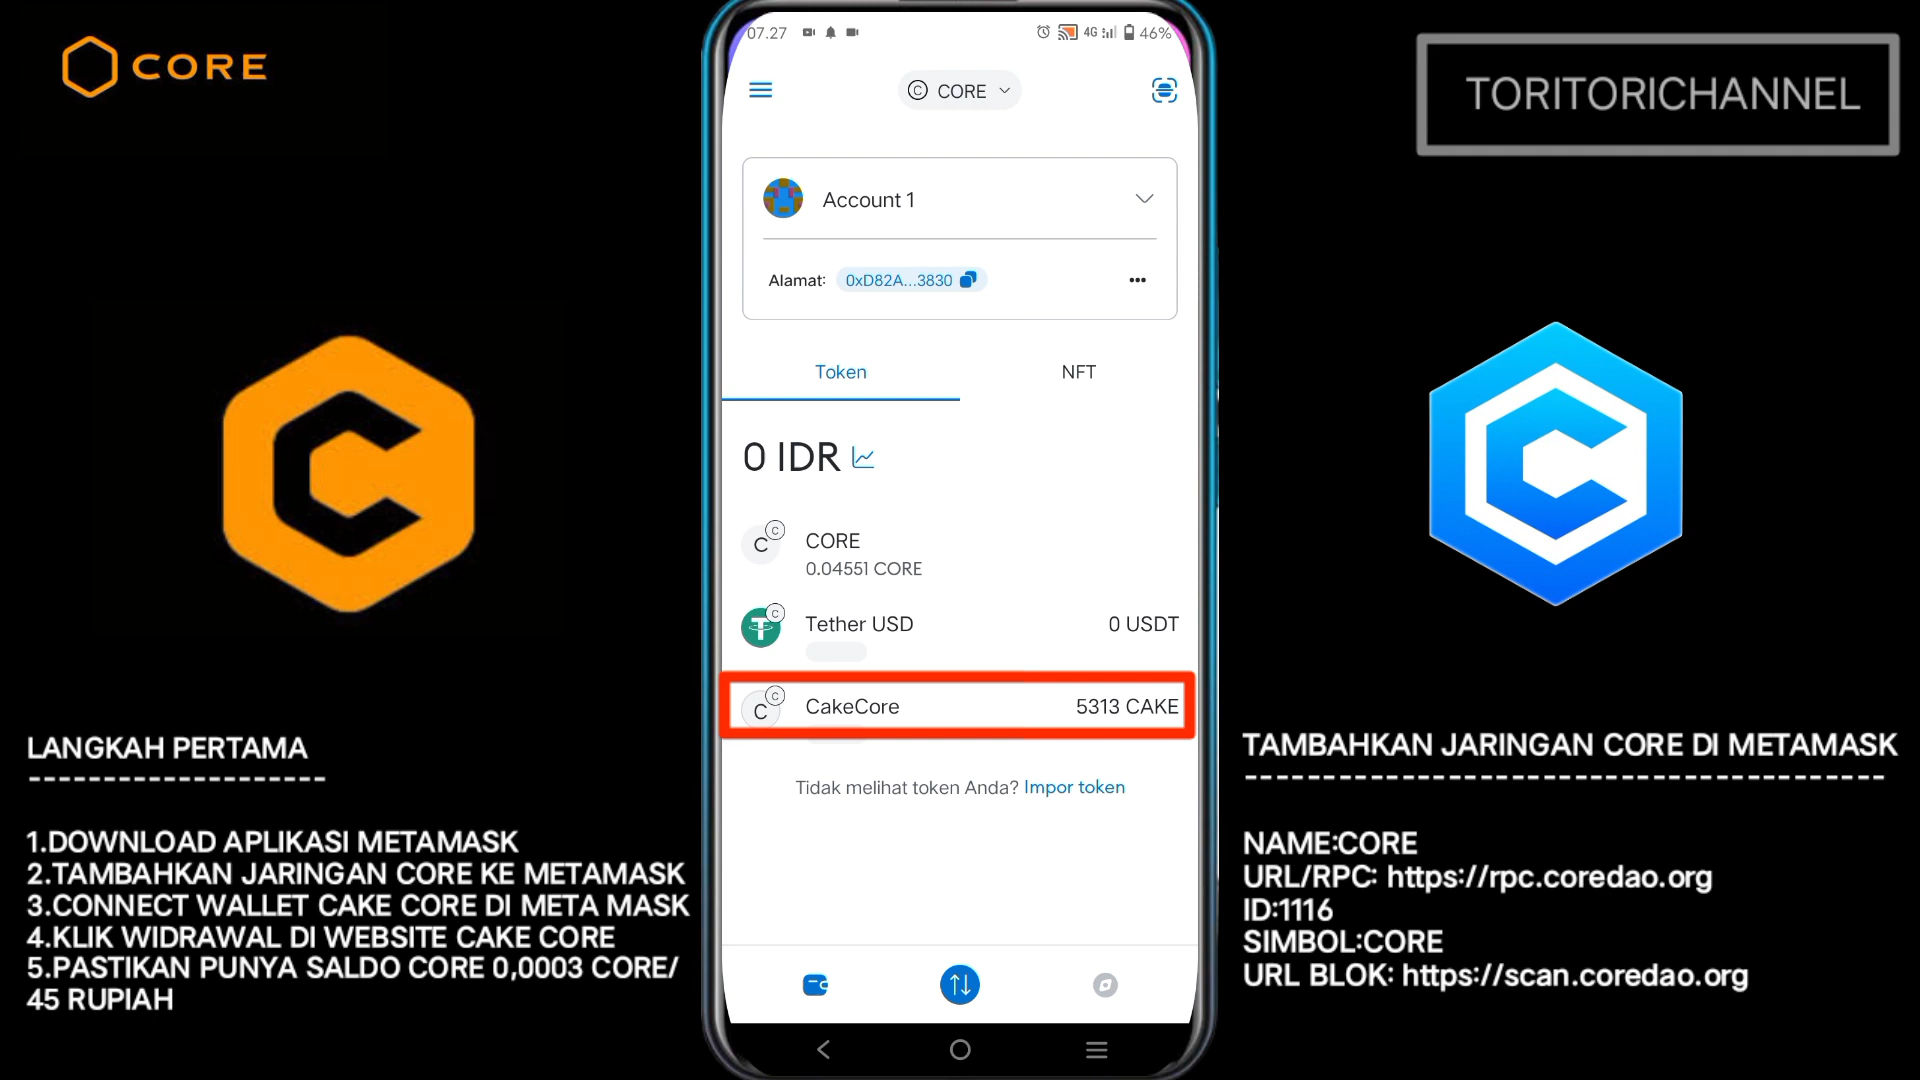 CORE
TORITORICHANNEL
07.27
4G
46%
CORE
Account 1
Alamat: 0xD82A...3830
Token
NFT
0 IDR
C
C
CORE
0.04551 CORE
C
Tether USD
0 USDT
C
C
CakeCore
5313 CAKE
Tidak melihat token Anda? Impor token
LANGKAH PERTAMA
--------------------
1.DOWNLOAD APLIKASI METAMASK
2.TAMBAHKAN JARINGAN CORE KE METAMASK
3.CONNECT WALLET CAKE CORE DI META MASK
4.KLIK WIDRAWAL DI WEBSITE CAKE CORE
5.PASTIKAN PUNYA SALDO CORE 0,0003 CORE/
45 RUPIAH
TAMBAHKAN JARINGAN CORE DI METAMASK
-----------------------------------------
NAME:CORE
URL/RPC: https://rpc.coredao.org
ID:1116
SIMBOL:CORE
URL BLOK: https://scan.coredao.org